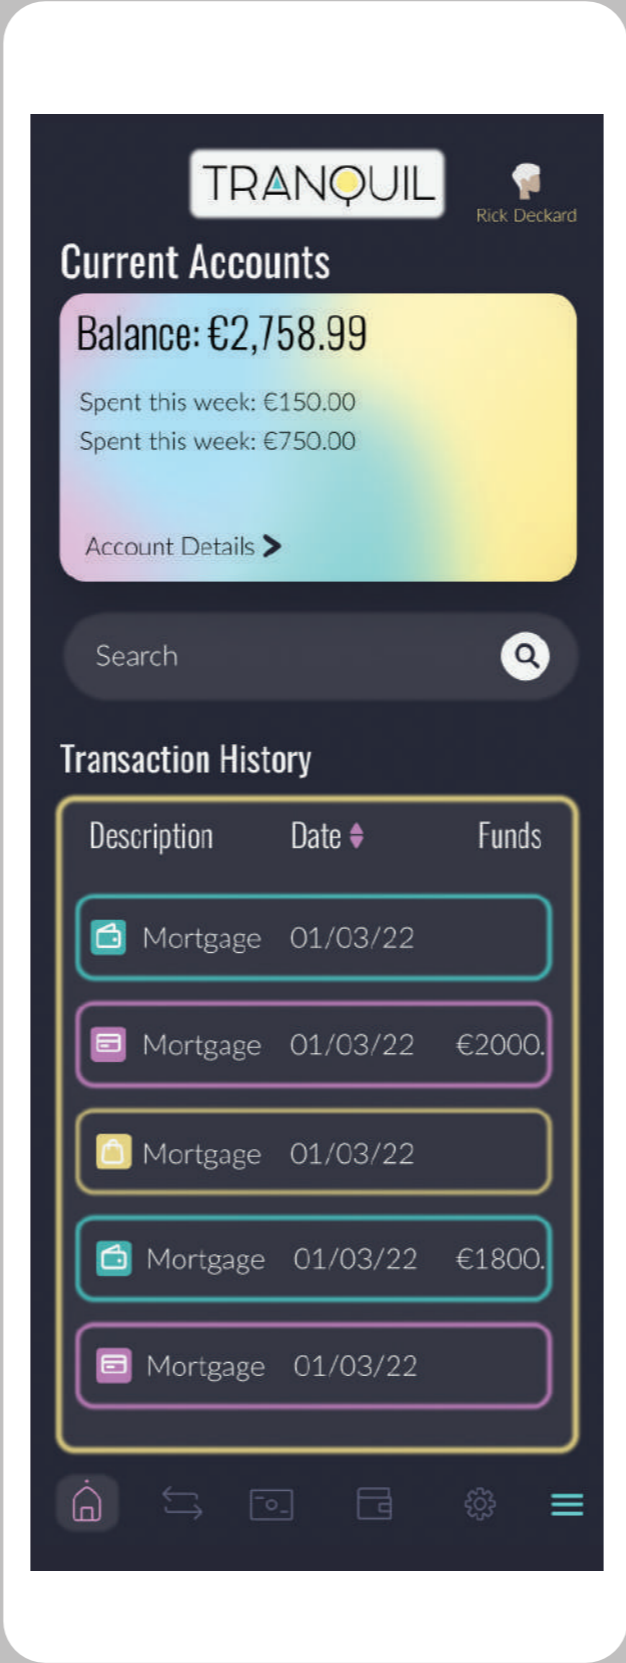 TRANQUIL
Rick Deckard
Current Accounts
Balance: €2,758.99
Spent this week: €150.00
Spent this week: €750.00
Account Details
Search
Transaction History
Description Date Funds
Mortgage 01/03/22
Mortgage 01/03/22 €2000.
Mortgage 01/03/22
Mortgage 01/03/22 €1800.
Mortgage 01/03/22